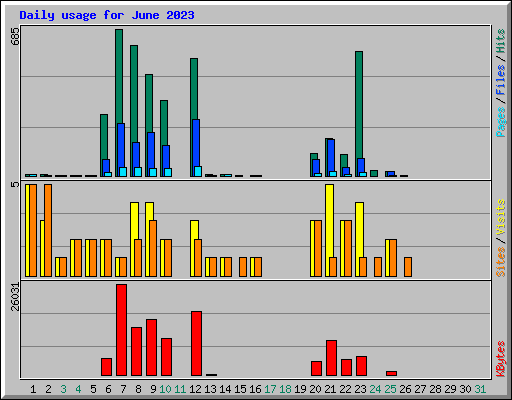 Daily usage for June 2023
685
Pages / Files / Hits
5
Sites / Visits
26031
KBytes
1 2 3 4 5 6 7 8 9 10 11 12 13 14 15 16 17 18 19 20 21 22 23 24 25 26 27 28 29 30 31